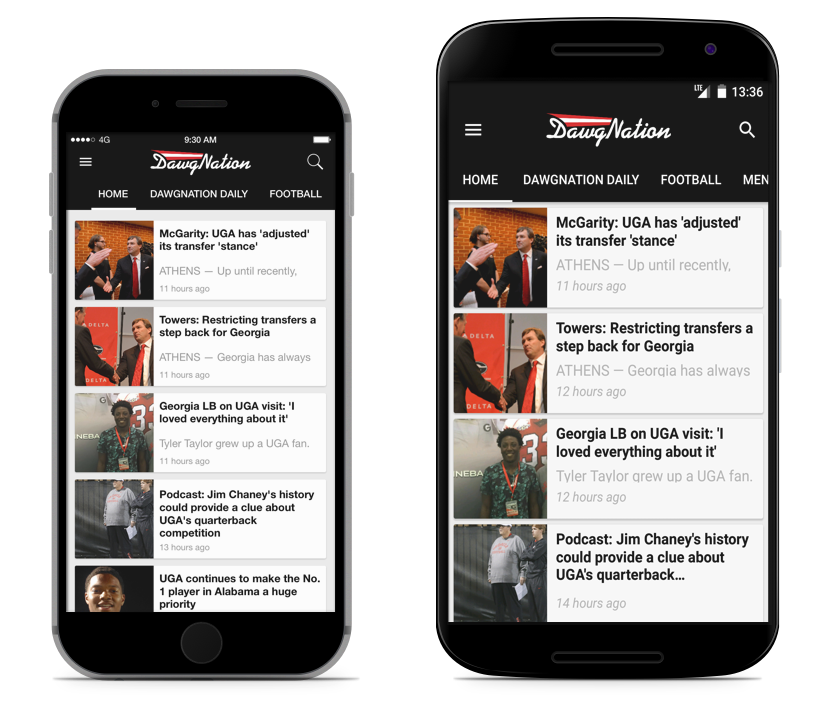 4G
9:30 AM
DawgNation
HOME
DAWGNATION DAILY
FOOTBALL
McGarity: UGA has 'adjusted'
its transfer 'stance'
ATHENS — Up until recently,
11 hours ago
DELTA
DELTA
Towers: Restricting transfers a
step back for Georgia
ATHENS — Georgia has always
11 hours ago
G
33
NEBA
Georgia LB on UGA visit: 'I
loved everything about it'
Tyler Taylor grew up a UGA fan.
11 hours ago
Podcast: Jim Chaney's history
could provide a clue about
UGA's quarterback
competition
13 hours ago
UGA continues to make the No.
1 player in Alabama a huge
priority
LTE
13:36
DawgNation
HOME
DAWGNATION DAILY
FOOTBALL
MEN
McGarity: UGA has 'adjusted'
its transfer 'stance'
ATHENS — Up until recently,
11 hours ago
DELTA
DELTA
Towers: Restricting transfers a
step back for Georgia
ATHENS — Georgia has always
12 hours ago
G
33
NEBA
Georgia LB on UGA visit: 'I
loved everything about it'
Tyler Taylor grew up a UGA fan.
12 hours ago
Podcast: Jim Chaney's history
could provide a clue about
UGA's quarterback...
14 hours ago